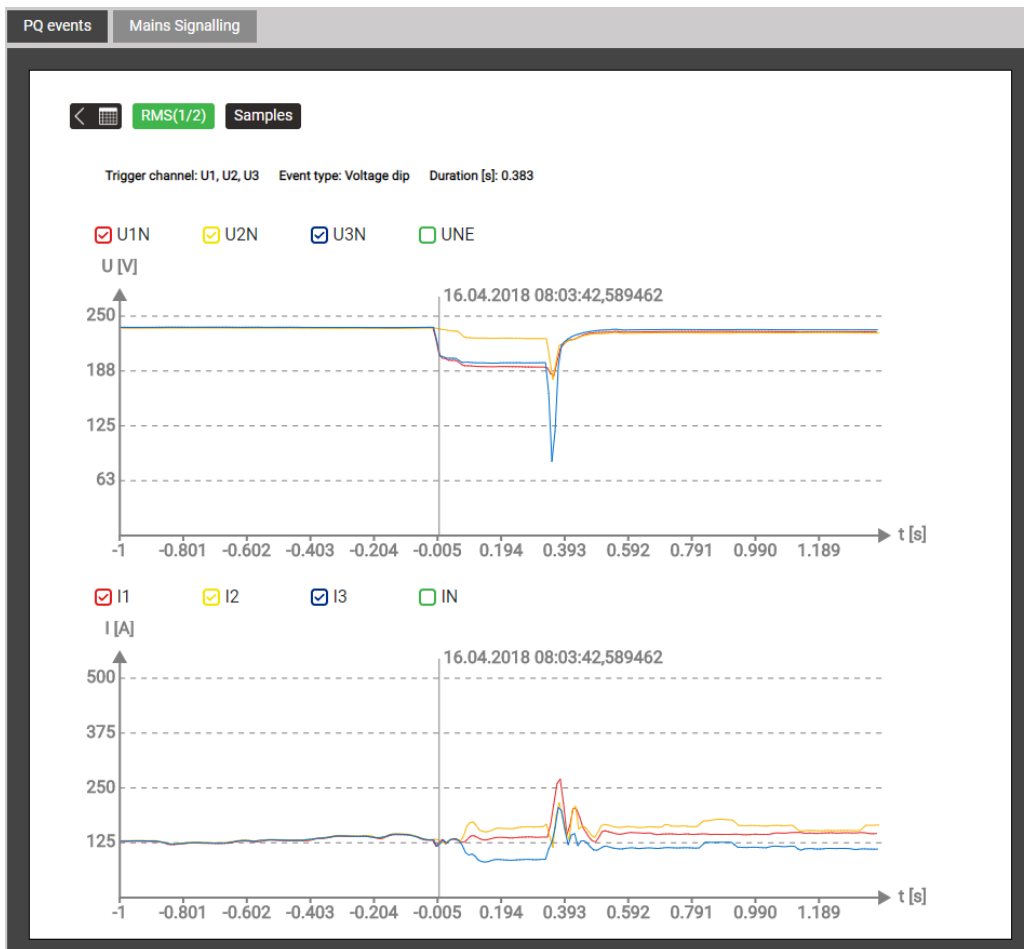 PQ events Mains Signalling
RMS(1/2) Samples
Trigger channel: U1, U2, U3 Event type: Voltage dip Duration [s]: 0.383
U1N U2N U3N UNE
U [V]
16.04.2018 08:03:42,589462
250
188
125
63
t [s]
-1 -0.801 -0.602 -0.403 -0.204 -0.005 0.194 0.393 0.592 0.791 0.990 1.189
I1 I2 I3 IN
I [A]
16.04.2018 08:03:42,589462
500
375
250
125
t [s]
-1 -0.801 -0.602 -0.403 -0.204 -0.005 0.194 0.393 0.592 0.791 0.990 1.189